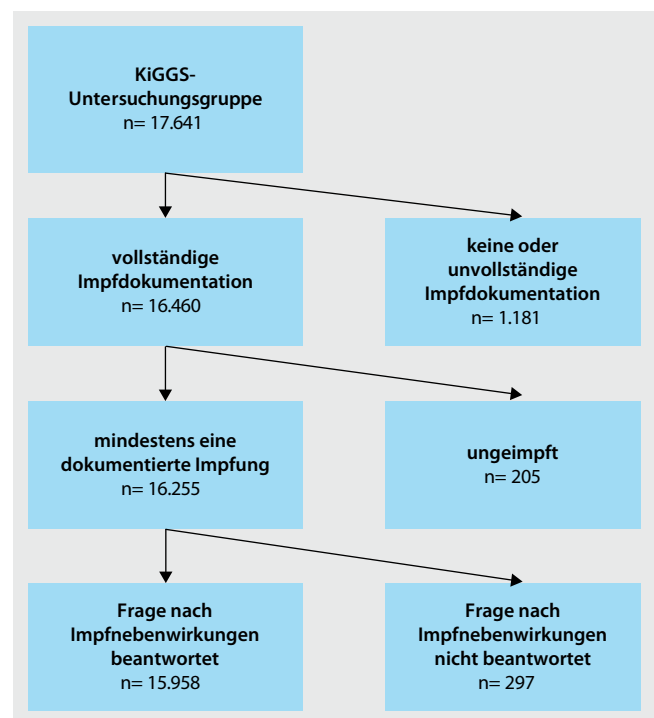 KiGGS-
Untersuchungsgruppe
n= 17.641
vollständige
Impfdokumentation
n= 16.460
keine oder
unvollständige
Impfdokumentation
n= 1.181
mindestens eine
dokumentierte Impfung
n= 16.255
ungeimpft
n= 205
Frage nach
Impfnebenwirkungen
beantwortet
n= 15.958
Frage nach
Impfnebenwirkungen
nicht beantwortet
n= 297